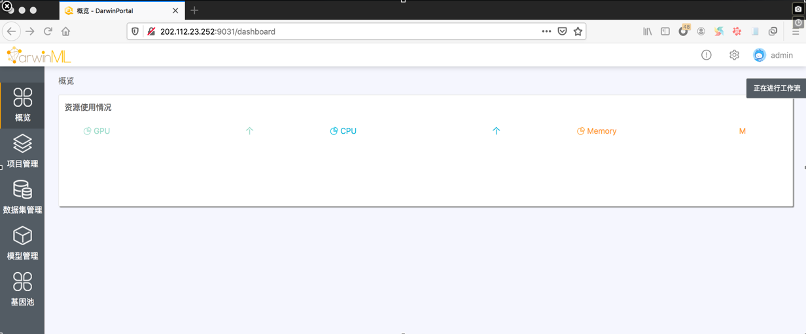 概览 - DarwinPortal
202.112.23.252:9031/dashboard
DarwinML
admin
概览
正在进行工作流
资源使用情况
GPU 个 CPU 个 Memory M
概览
项目管理
数据集管理
模型管理
基因池